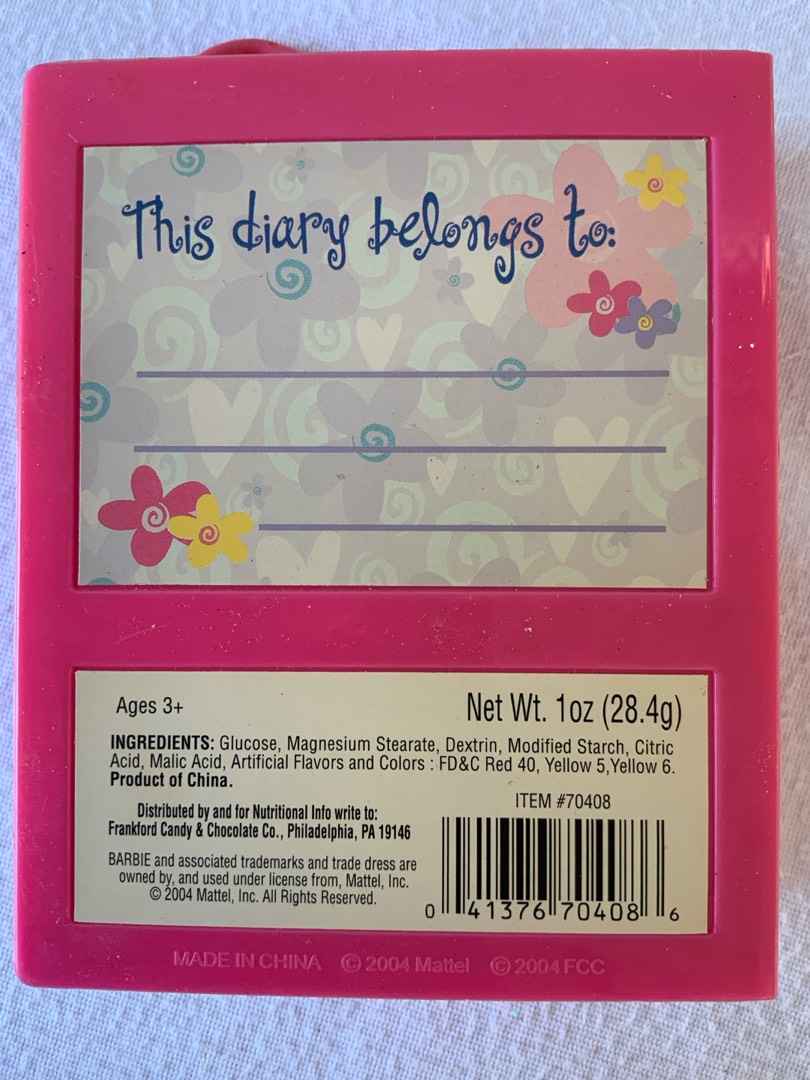 This diary belongs to:
Ages 3+
Net Wt. 1oz (28.4g)
INGREDIENTS: Glucose, Magnesium Stearate, Dextrin, Modified Starch, Citric
Acid, Malic Acid, Artificial Flavors and Colors : FD&C Red 40, Yellow 5,Yellow 6.
Product of China.
Distributed by and for Nutritional Info write to:
Frankford Candy & Chocolate Co., Philadelphia, PA 19146
BARBIE and associated trademarks and trade dress are
owned by, and used under license from, Mattel, Inc.
© 2004 Mattel, Inc. All Rights Reserved.
ITEM #70408
0 41376 70408 6
MADE IN CHINA © 2004 Mattel © 2004 FCC